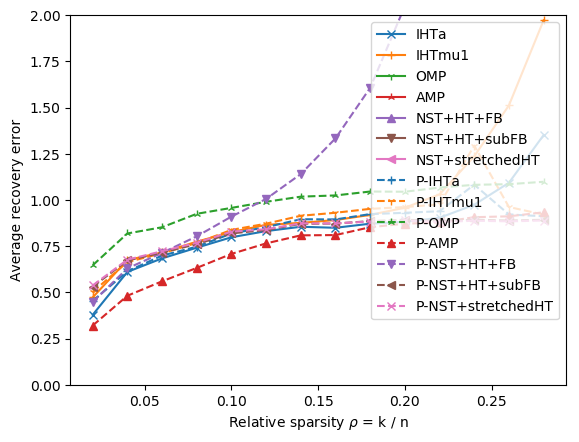 2.00
1.75
1.50
1.25
1.00
0.75
0.50
0.25
0.00
Average recovery error
0.05
0.10
0.15
0.20
0.25
Relative sparsity ρ = k / n
IHTa
IHTmu1
OMP
AMP
NST+HT+FB
NST+HT+subFB
NST+stretchedHT
P-IHTa
P-IHTmu1
P-OMP
P-AMP
P-NST+HT+FB
P-NST+HT+subFB
P-NST+stretchedHT